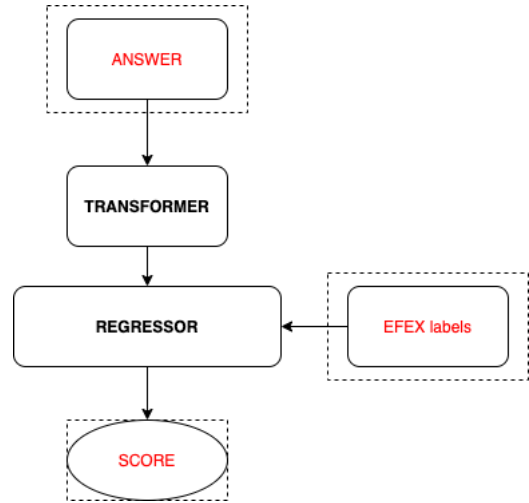 ANSWER
TRANSFORMER
REGRESSOR
EFEX labels
SCORE